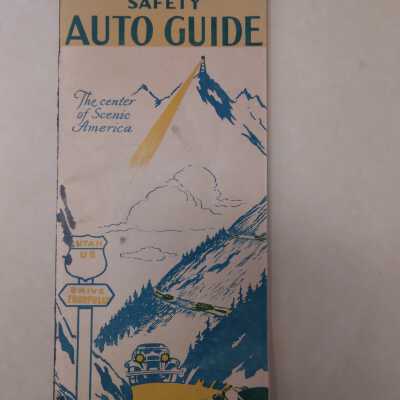 SAFETY
AUTO GUIDE
The center
of Scenic
America
UTAH
US
DRIVE
CAREFULLY